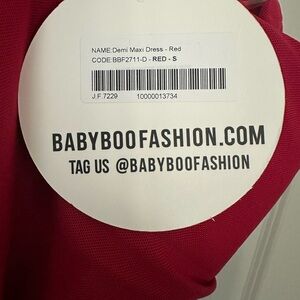 NAME:Demi Maxi Dress - Red
CODE:BBF2711-D - RED - S
J.F.7229 10000013734
BABYBOOFASHION.COM
TAG US @BABYBOOFASHION